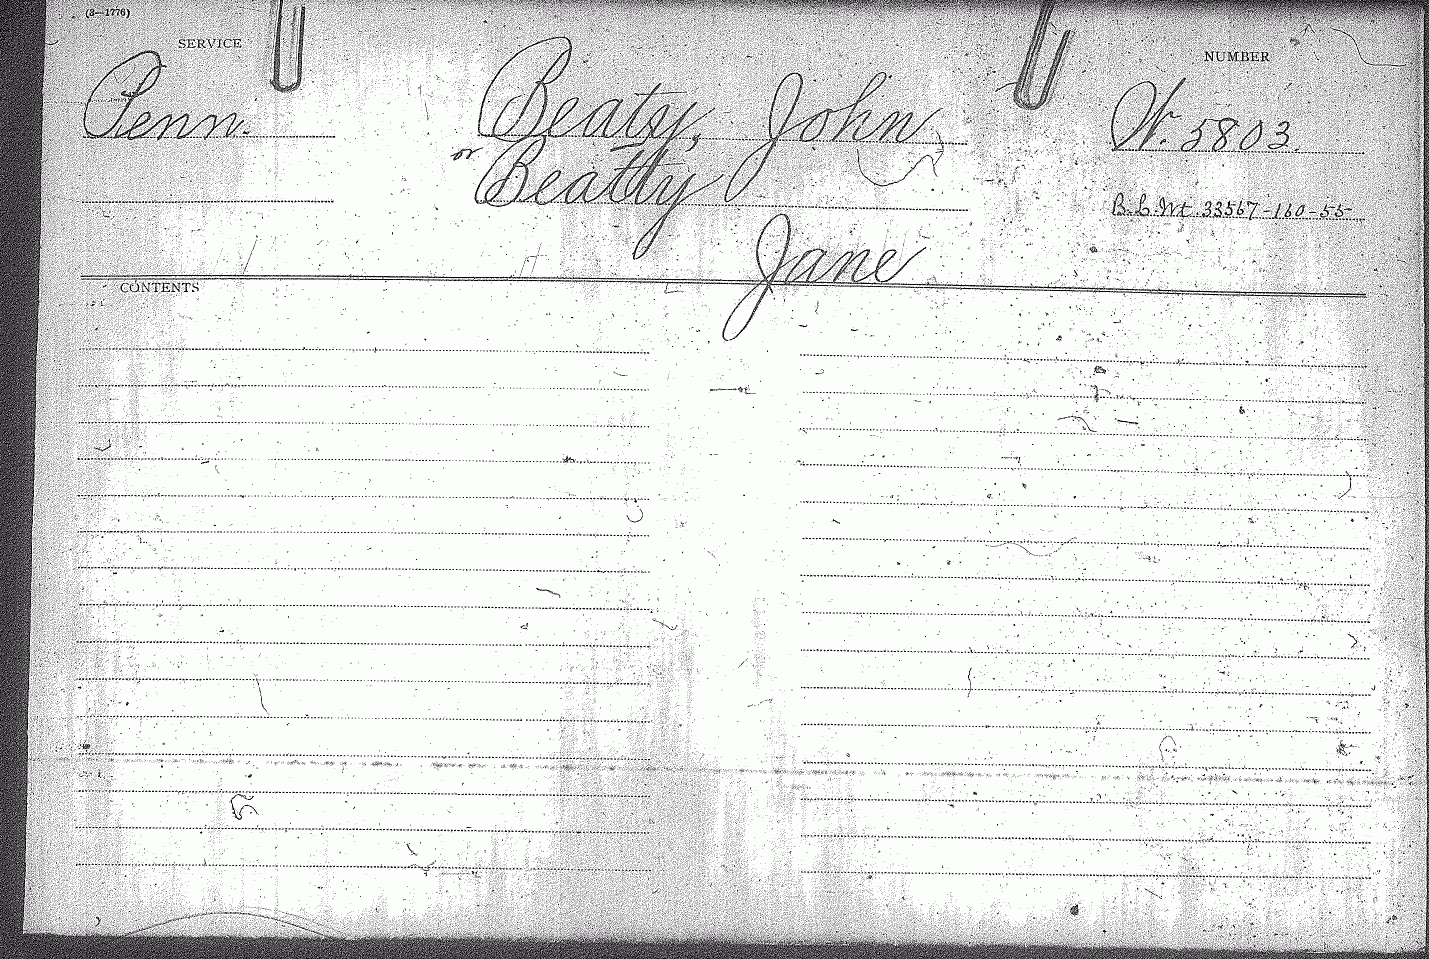 (3—1776)
SERVICE
NUMBER
Penn.
Beaty, John,
W. 5803.
or Beatty
B.L.Wt. 33567-160-55
Jane
CONTENTS